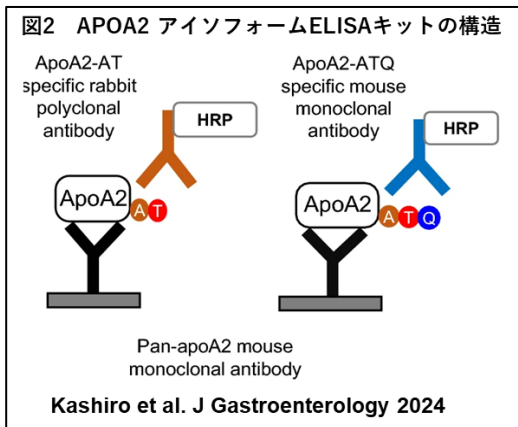 図2 APOA2 アイソフォームELISAキットの構造
ApoA2-AT
specific rabbit
polyclonal
antibody
HRP
ApoA2
A T
ApoA2-ATQ
specific mouse
monoclonal
antibody
HRP
ApoA2
A T Q
Pan-apoA2 mouse
monoclonal antibody
Kashiro et al. J Gastroenterology 2024